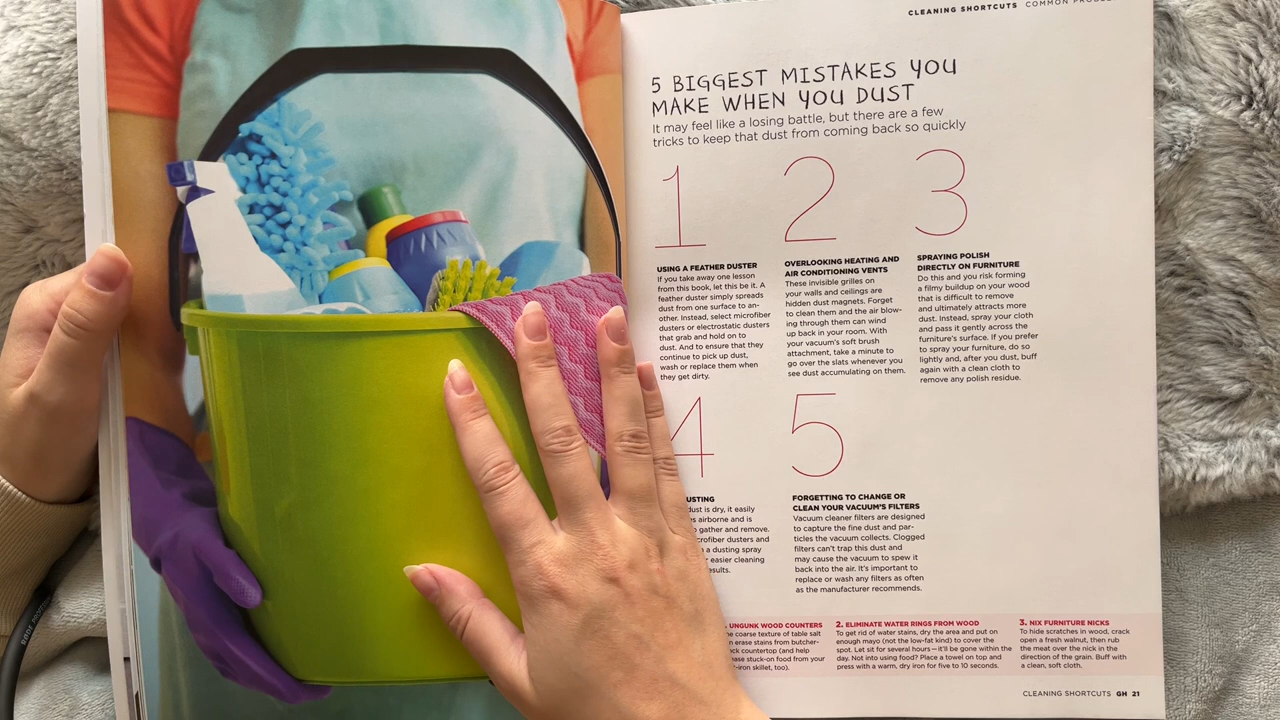 CLEANING SHORTCUTS COMMON
5 BIGGEST MISTAKES YOU
MAKE WHEN YOU DUST
It may feel like a losing battle, but there are a few
tricks to keep that dust from coming back so quickly
1
USING A FEATHER DUSTER
If you take away one lesson
from this book, let this be it. A
feather duster simply spreads
dust from one surface to an-
other. Instead, select microfiber
dusters or electrostatic dusters
that grab and hold on to
dust. And to ensure that they
continue to pick up dust,
wash or replace them when
they get dirty.
2
OVERLOOKING HEATING AND
AIR CONDITIONING VENTS
These invisible grilles on
your walls and ceilings are
hidden dust magnets. Forget
to clean them and the air blow-
ing through them can wind
up back in your room. With
your vacuum's soft brush
attachment, take a minute to
go over the slats whenever you
see dust accumulating on them.
3
SPRAYING POLISH
DIRECTLY ON FURNITURE
Do this and you risk forming
a filmy buildup on your wood
that is difficult to remove
and ultimately attracts more
dust. Instead, spray your cloth
and pass it gently across the
furniture's surface. If you prefer
to spray your furniture, do so
lightly and, after you dust, buff
again with a clean cloth to
remove any polish residue.
4
dust is dry, it easily
airborne and is
gather and remove.
dusters and
a dusting spray
easier cleaning
5
FORGETTING TO CHANGE OR
CLEAN YOUR VACUUM'S FILTERS
Vacuum cleaner filters are designed
to capture the fine dust and par-
ticles the vacuum collects. Clogged
filters can't trap this dust and
may cause the vacuum to spew it
back into the air. It's important to
replace or wash any filters as often
as the manufacturer recommends.
UNGUNK WOOD COUNTERS
coarse texture of table salt
erase stains from butcher-
countertop (and help
stuck-on food from your
skillet, too).
2. ELIMINATE WATER RINGS FROM WOOD
To get rid of water stains, dry the area and put on
enough mayo (not the low-fat kind) to cover the
spot. Let sit for several hours—it'll be gone within the
day. Not into using food? Place a towel on top and
press with a warm, dry iron for five to 10 seconds.
3. NIX FURNITURE NICKS
To hide scratches in wood, crack
open a fresh walnut, then rub
the meat over the nick in the
direction of the grain. Buff with
a clean, soft cloth.
CLEANING SHORTCUTS GH 21